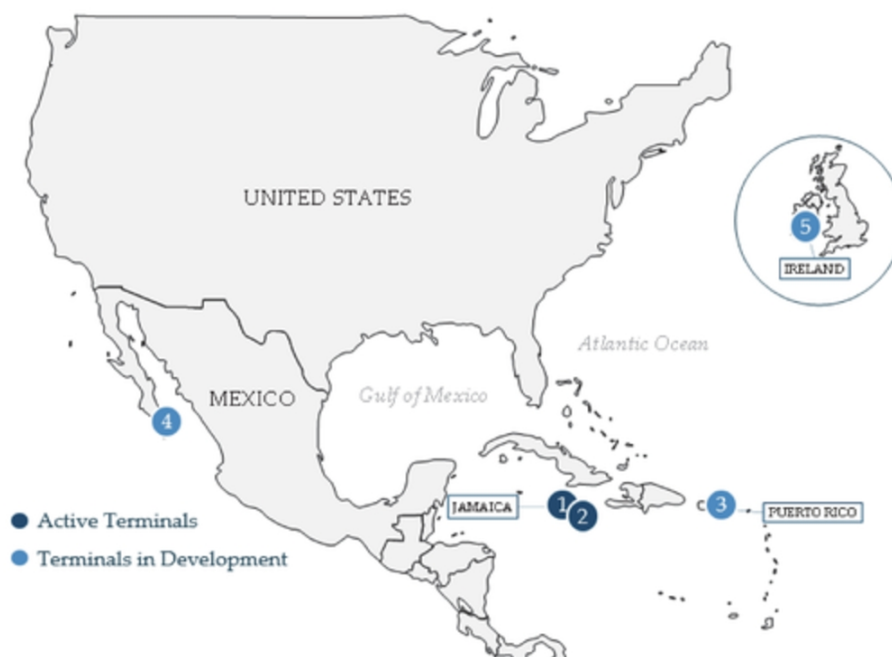 UNITED STATES
5
IRELAND
Atlantic Ocean
MEXICO
Gulf of Mexico
4
JAMAICA
1
2
3
PUERTO RICO
Active Terminals
Terminals in Development